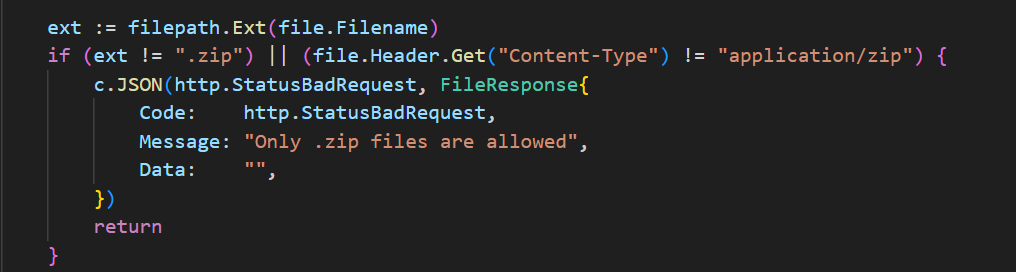 ext := filepath.Ext(file.Filename)
if (ext != ".zip") || (file.Header.Get("Content-Type") != "application/zip") {
    c.JSON(http.StatusBadRequest, FileResponse{
        Code:    http.StatusBadRequest,
        Message: "Only .zip files are allowed",
        Data:    "",
    })
    return
}